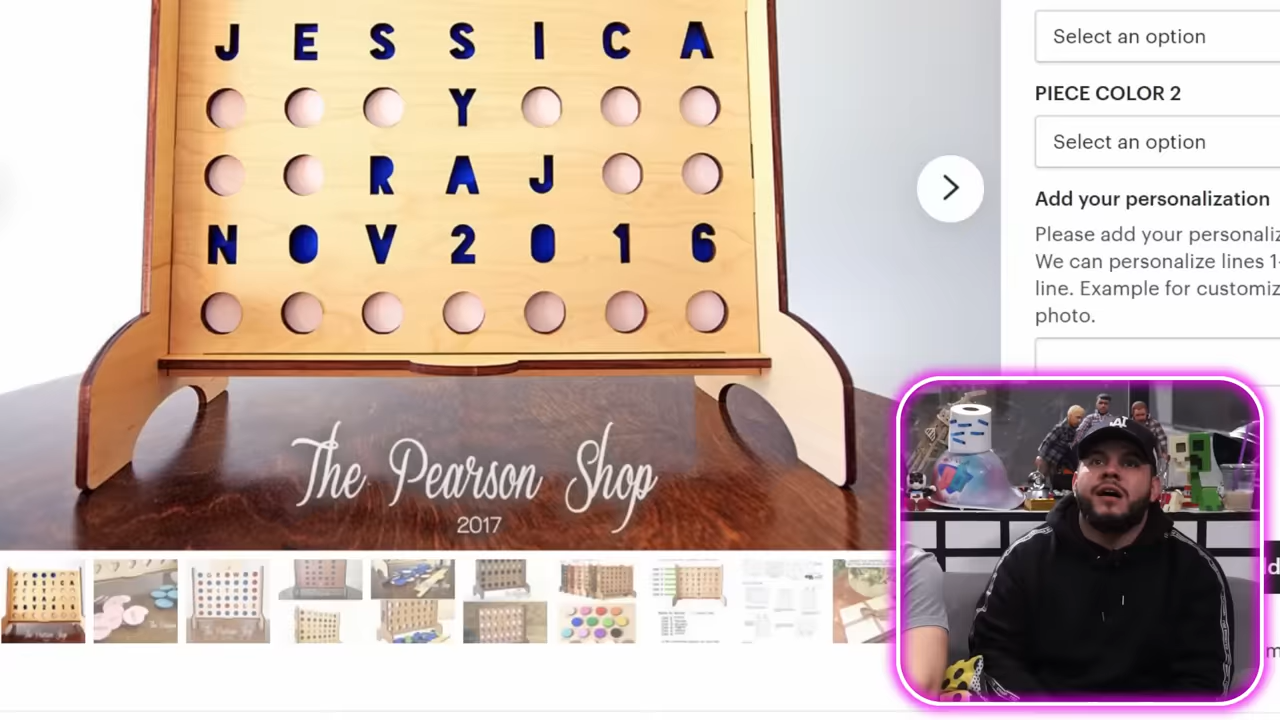 JESSICA
Y
RAJ
NOV2016
The Pearson Shop
2017
Select an option
PIECE COLOR 2
Select an option
Add your personalization
Please add your personaliz
We can personalize lines 1-
line. Example for customiz
photo.